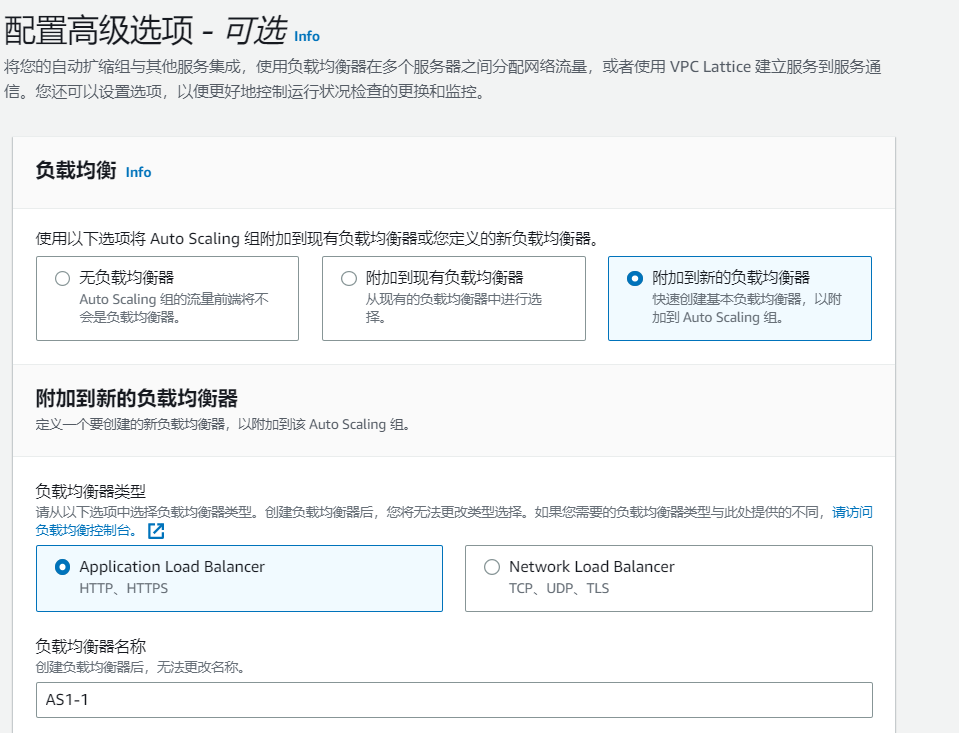 配置高级选项 - 可选 Info
将您的自动扩缩组与其他服务集成，使用负载均衡器在多个服务器之间分配网络流量，或者使用 VPC Lattice 建立服务到服务通
信。您还可以设置选项，以便更好地控制运行状况检查的更换和监控。
负载均衡 Info
使用以下选项将 Auto Scaling 组附加到现有负载均衡器或您定义的新负载均衡器。
无负载均衡器
Auto Scaling 组的流量前端将不
会是负载均衡器。
附加到现有负载均衡器
从现有的负载均衡器中进行选
择。
附加到新的负载均衡器
快速创建基本负载均衡器，以附
加到 Auto Scaling 组。
附加到新的负载均衡器
定义一个要创建的新负载均衡器，以附加到该 Auto Scaling 组。
负载均衡器类型
请从以下选项中选择负载均衡器类型。创建负载均衡器后，您将无法更改类型选择。如果您需要的负载均衡器类型与此处提供的不同，请访问
负载均衡控制台。
Application Load Balancer
HTTP、HTTPS
Network Load Balancer
TCP、UDP、TLS
负载均衡器名称
创建负载均衡器后，无法更改名称。
AS1-1